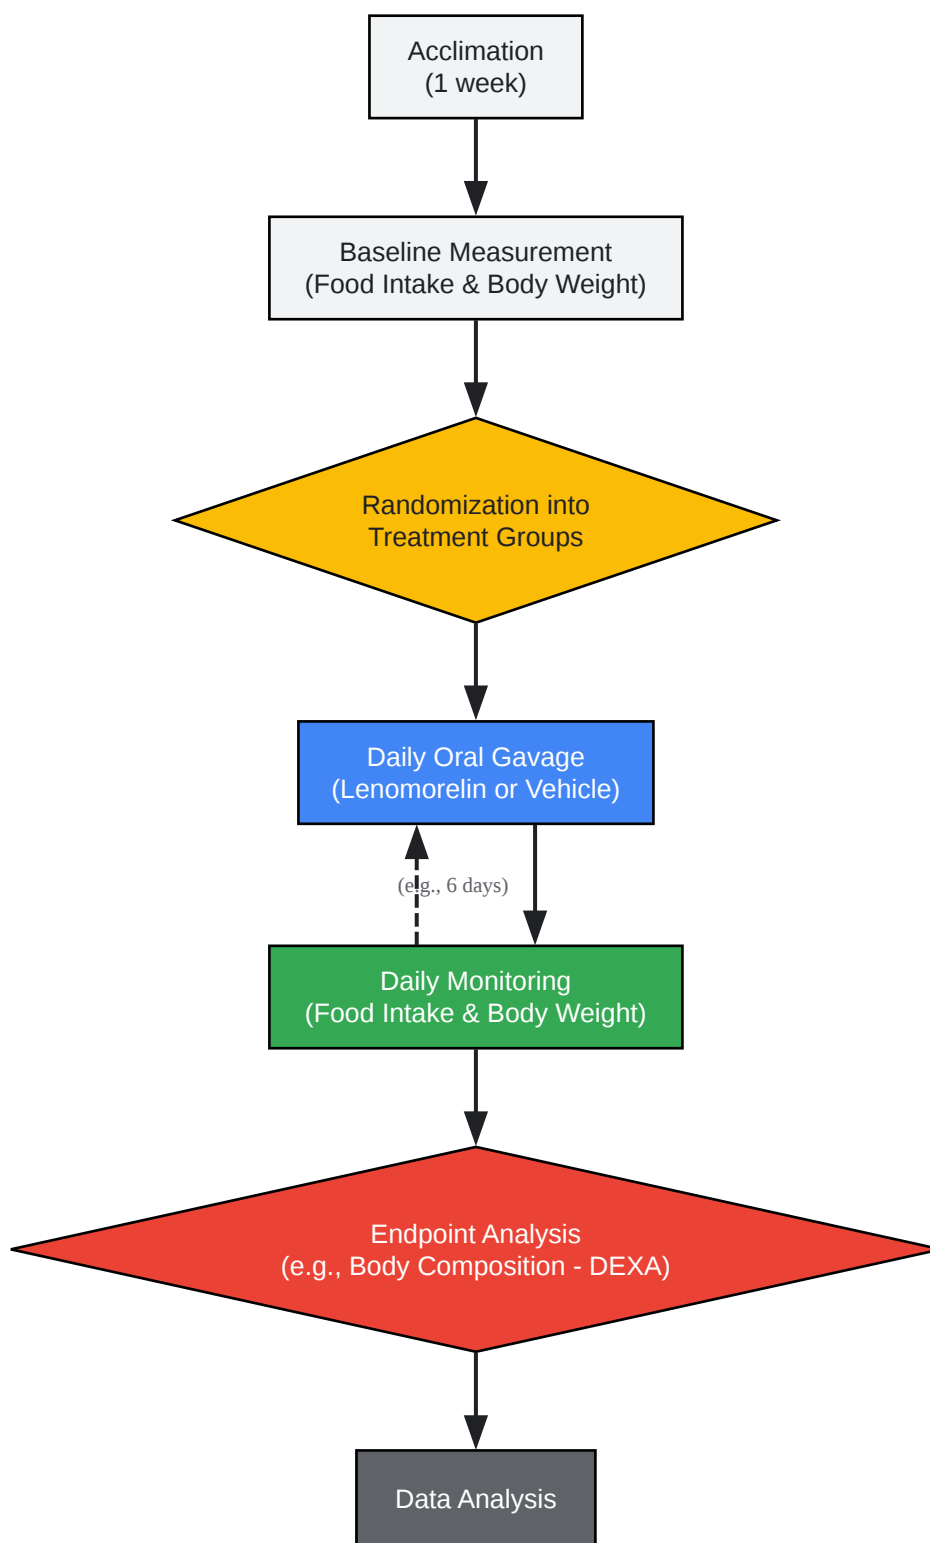 Acclimation
(1 week)
Baseline Measurement
(Food Intake & Body Weight)
Randomization into
Treatment Groups
Daily Oral Gavage
(Lenomorelin or Vehicle)
(e.g., 6 days)
Daily Monitoring
(Food Intake & Body Weight)
Endpoint Analysis
(e.g., Body Composition - DEXA)
Data Analysis